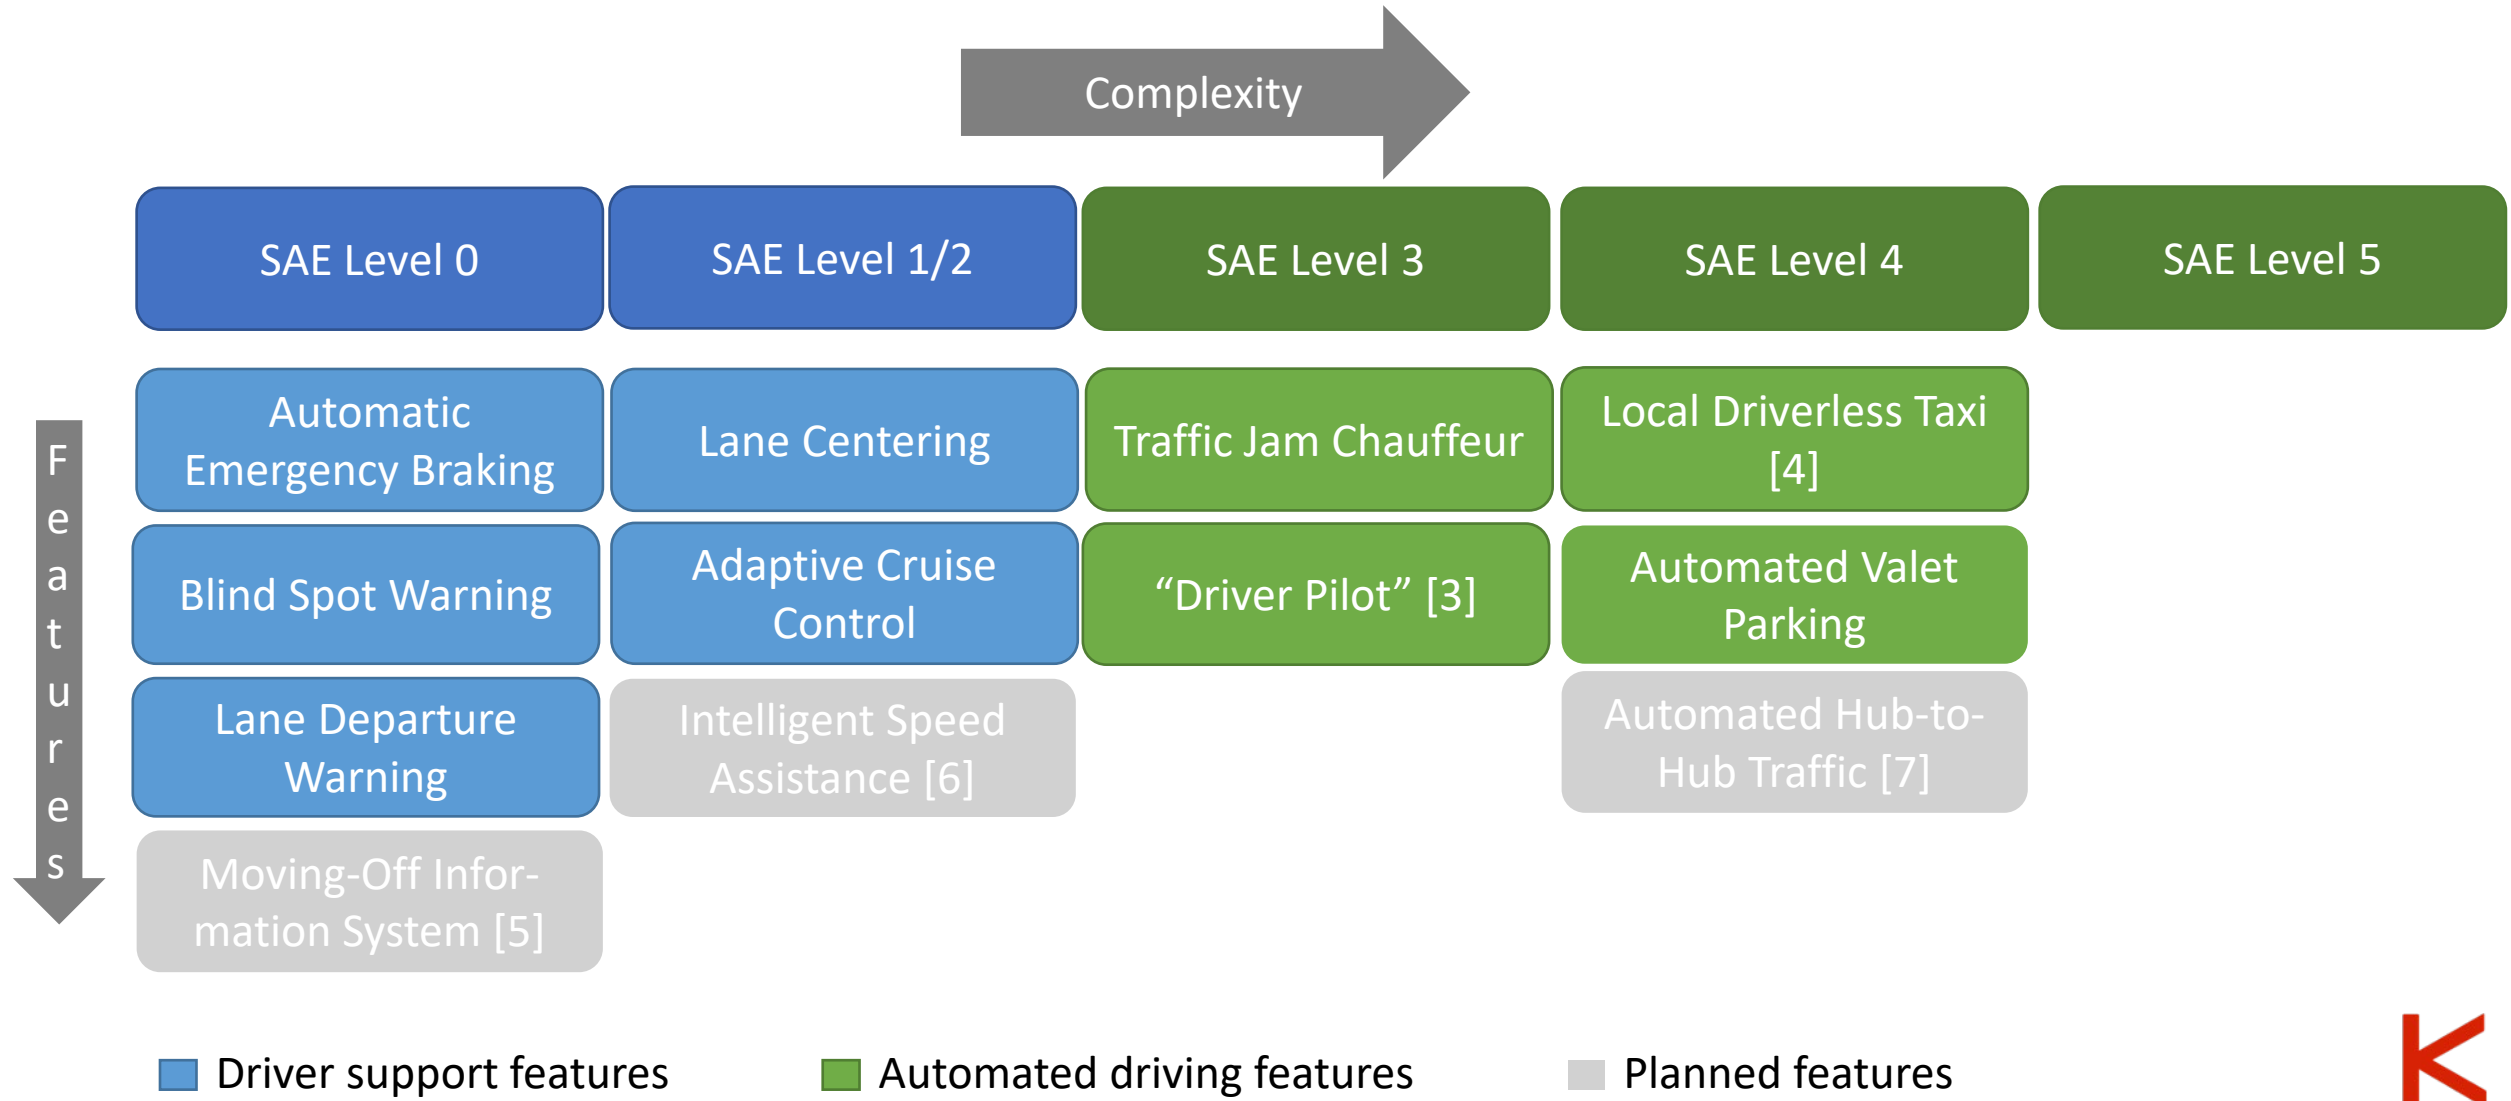 Complexity
SAE Level 0
SAE Level 1/2
SAE Level 3
SAE Level 4
SAE Level 5
Features
Automatic
Emergency Braking
Lane Centering
Traffic Jam Chauffeur
Local Driverless Taxi
[4]
Blind Spot Warning
Adaptive Cruise
Control
“Driver Pilot” [3]
Automated Valet
Parking
Lane Departure
Warning
Intelligent Speed
Assistance [6]
Automated Hub-to-
Hub Traffic [7]
Moving-Off Infor-
mation System [5]
Driver support features
Automated driving features
Planned features